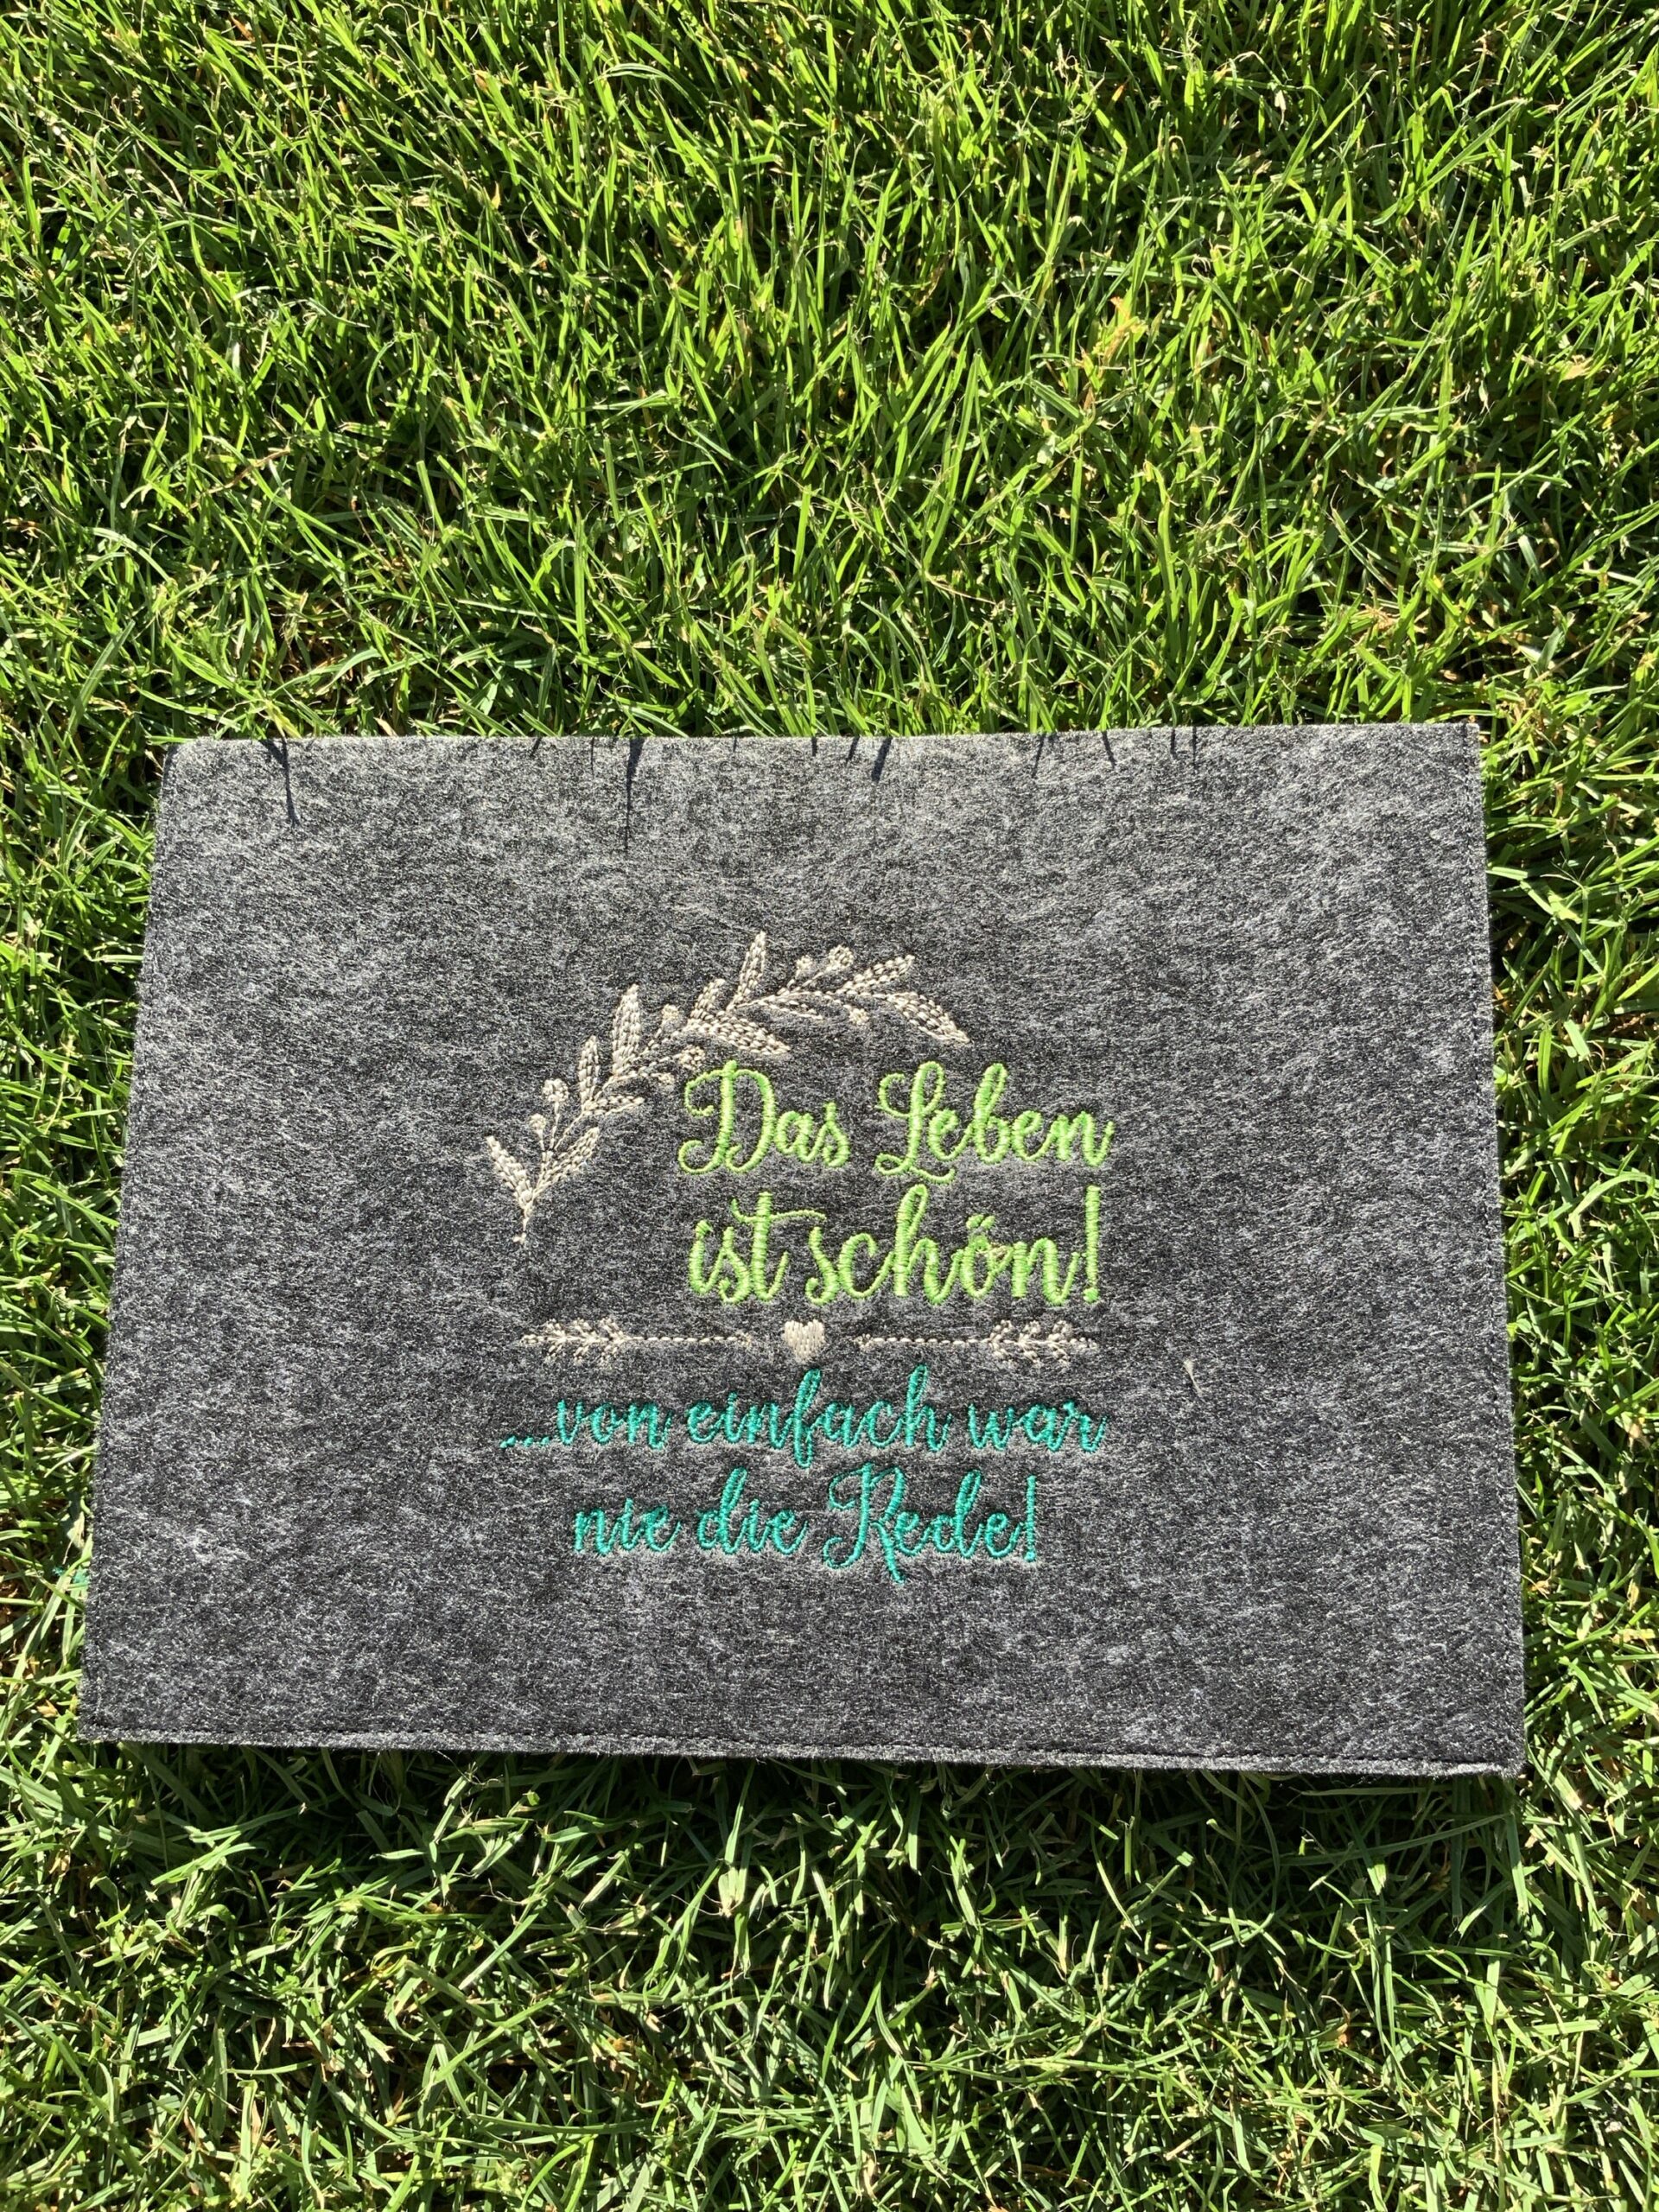 Das Leben
ist schön!
...von einfach war
nie die Rede!